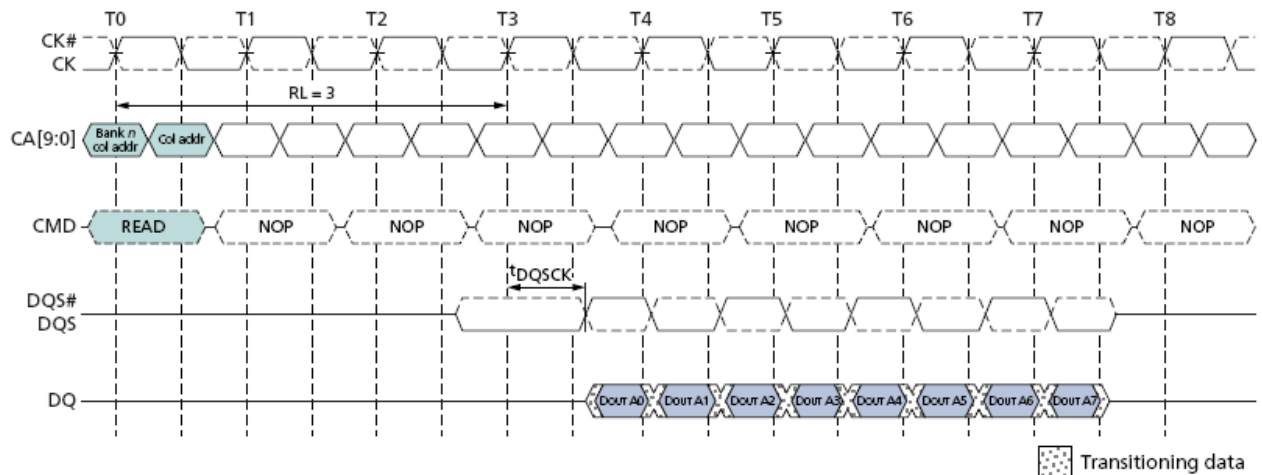 T0 T1 T2 T3 T4 T5 T6 T7 T8
CK#
CK
RL = 3
CA[9:0] Bank n col addr Col addr
CMD READ NOP NOP NOP NOP NOP NOP NOP NOP
tDQSCK
DQS#
DQS
DQ DOUT A0 DOUT A1 DOUT A2 DOUT A3 DOUT A4 DOUT A5 DOUT A6 DOUT A7
Transitioning data